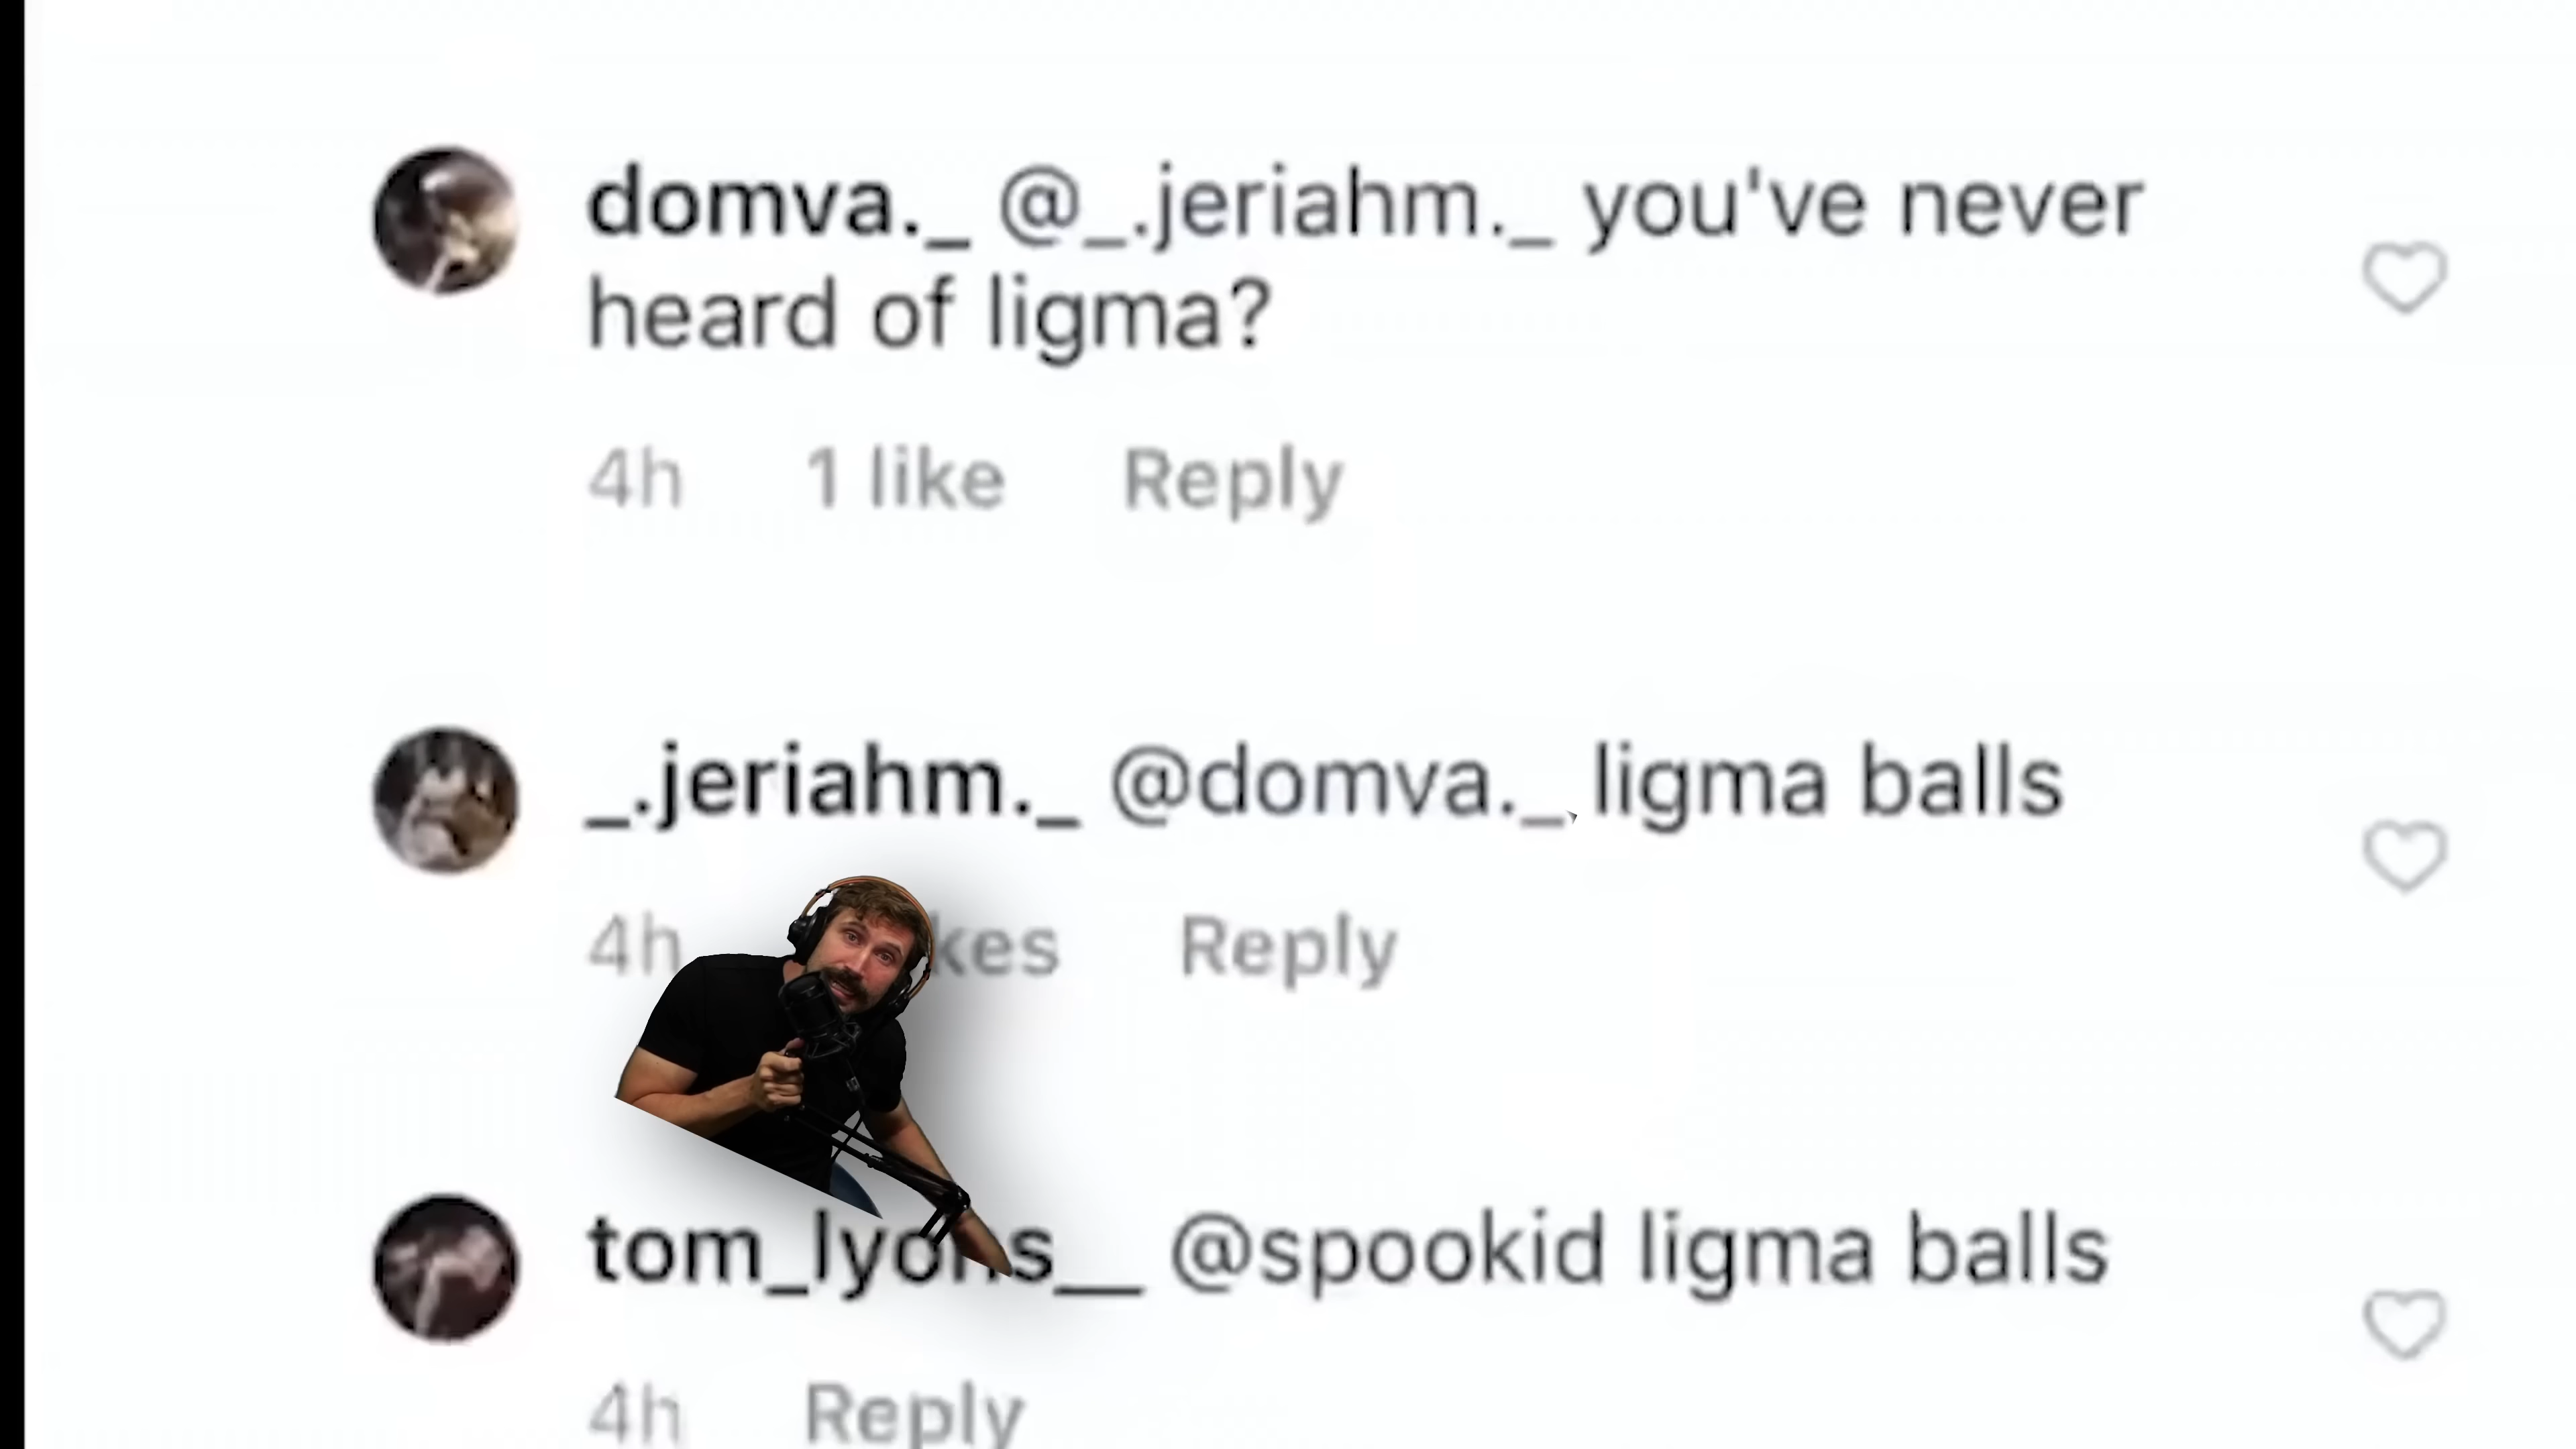 domva._ @_.jeriahm._ you've never
heard of ligma?
4h 1 like Reply
_.jeriahm._ @domva._ ligma balls
4h Reply
tom_lyons__ @spookid ligma balls
4h Reply